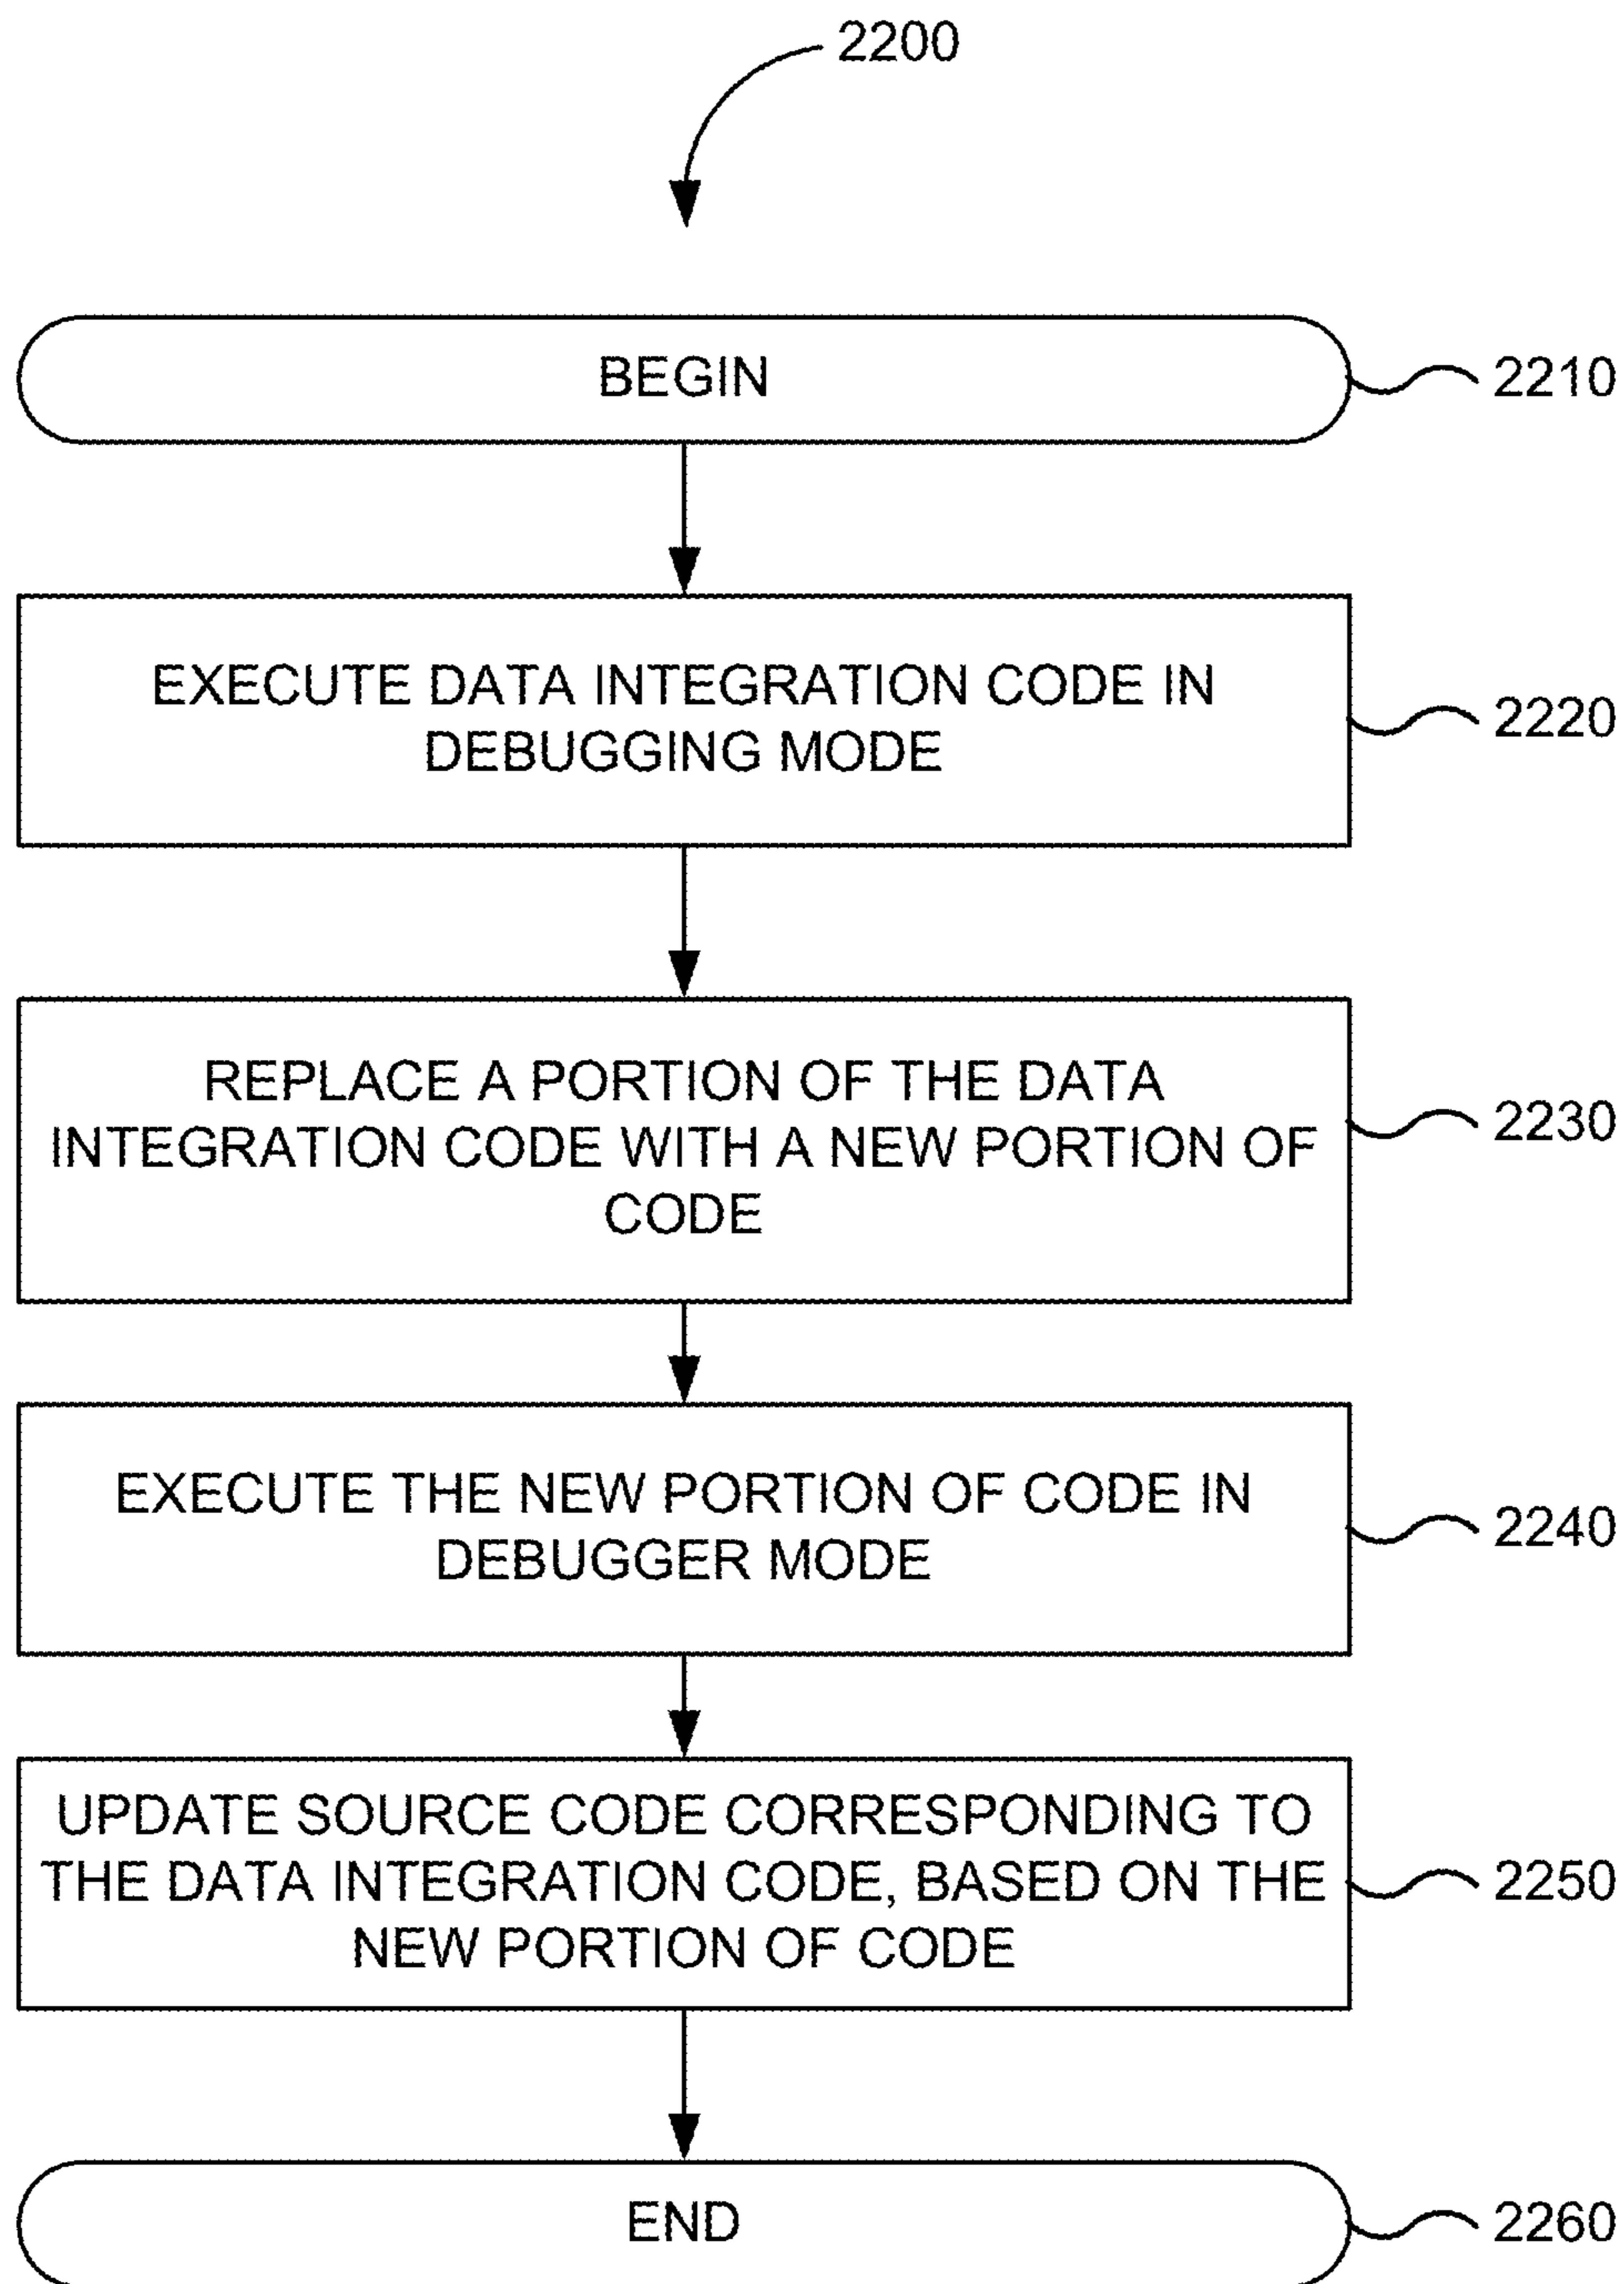 2200
BEGIN
2210
EXECUTE DATA INTEGRATION CODE IN
DEBUGGING MODE
2220
REPLACE A PORTION OF THE DATA
INTEGRATION CODE WITH A NEW PORTION OF
CODE
2230
EXECUTE THE NEW PORTION OF CODE IN
DEBUGGER MODE
2240
UPDATE SOURCE CODE CORRESPONDING TO
THE DATA INTEGRATION CODE, BASED ON THE
NEW PORTION OF CODE
2250
END
2260